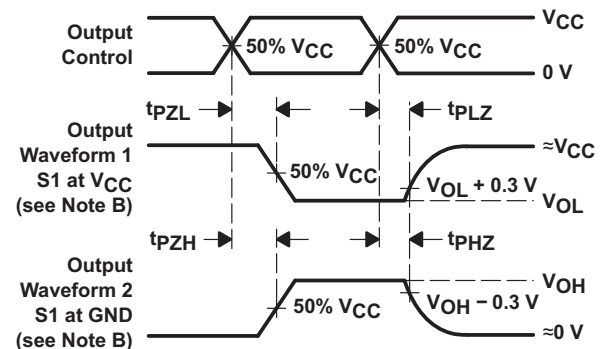 Output
Control
50% VCC
50% VCC
VCC
0 V
tPZL
tPLZ
Output
Waveform 1
S1 at VCC
(see Note B)
50% VCC
≈VCC
VOL + 0.3 V
VOL
tPZH
tPHZ
Output
Waveform 2
S1 at GND
(see Note B)
50% VCC
VOH
VOH − 0.3 V
≈0 V